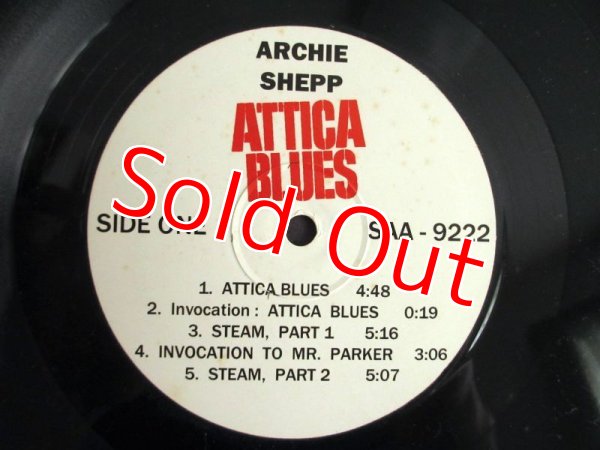 ARCHIE
SHEPP
ATTICA
BLUES
Sold Out
SIDE ONE
SAA - 9222
1. ATTICA BLUES 4:48
2. Invocation: ATTICA BLUES 0:19
3. STEAM, PART 1 5:16
4. INVOCATION TO MR. PARKER 3:06
5. STEAM, PART 2 5:07